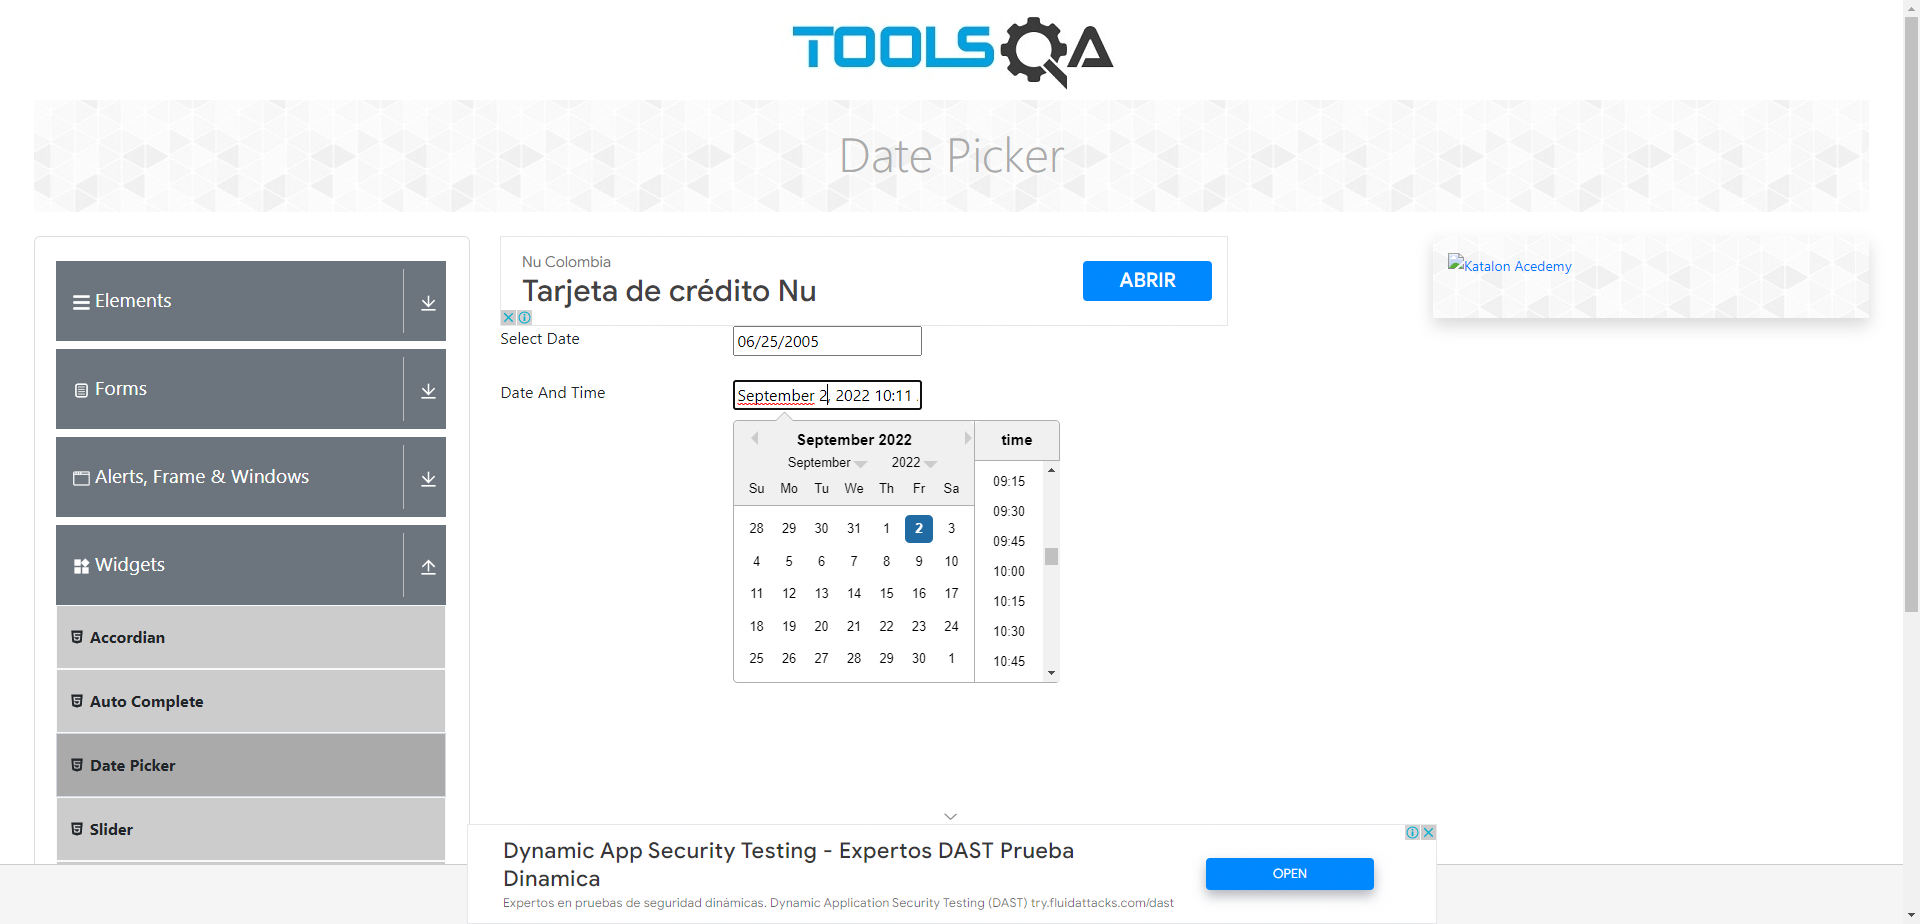 TOOLSQA
Date Picker
Elements
Forms
Alerts, Frame & Windows
Widgets
Accordian
Auto Complete
Date Picker
Slider
Nu Colombia
Tarjeta de crédito Nu
ABRIR
Katalon Acedemy
Select Date
06/25/2005
Date And Time
September 2, 2022 10:11
September 2022
September 2022
Su Mo Tu We Th Fr Sa
28 29 30 31 1 2 3
4 5 6 7 8 9 10
11 12 13 14 15 16 17
18 19 20 21 22 23 24
25 26 27 28 29 30 1
time
09:15
09:30
09:45
10:00
10:15
10:30
10:45
Dynamic App Security Testing - Expertos DAST Prueba
Dinamica
Expertos en pruebas de seguridad dinámicas. Dynamic Application Security Testing (DAST) try.fluidattacks.com/dast
OPEN